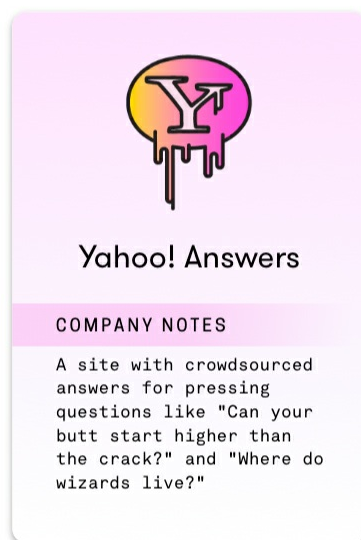 Y
Yahoo! Answers
COMPANY NOTES
A site with crowdsourced
answers for pressing
questions like "Can your
butt start higher than
the crack?" and "Where do
wizards live?"